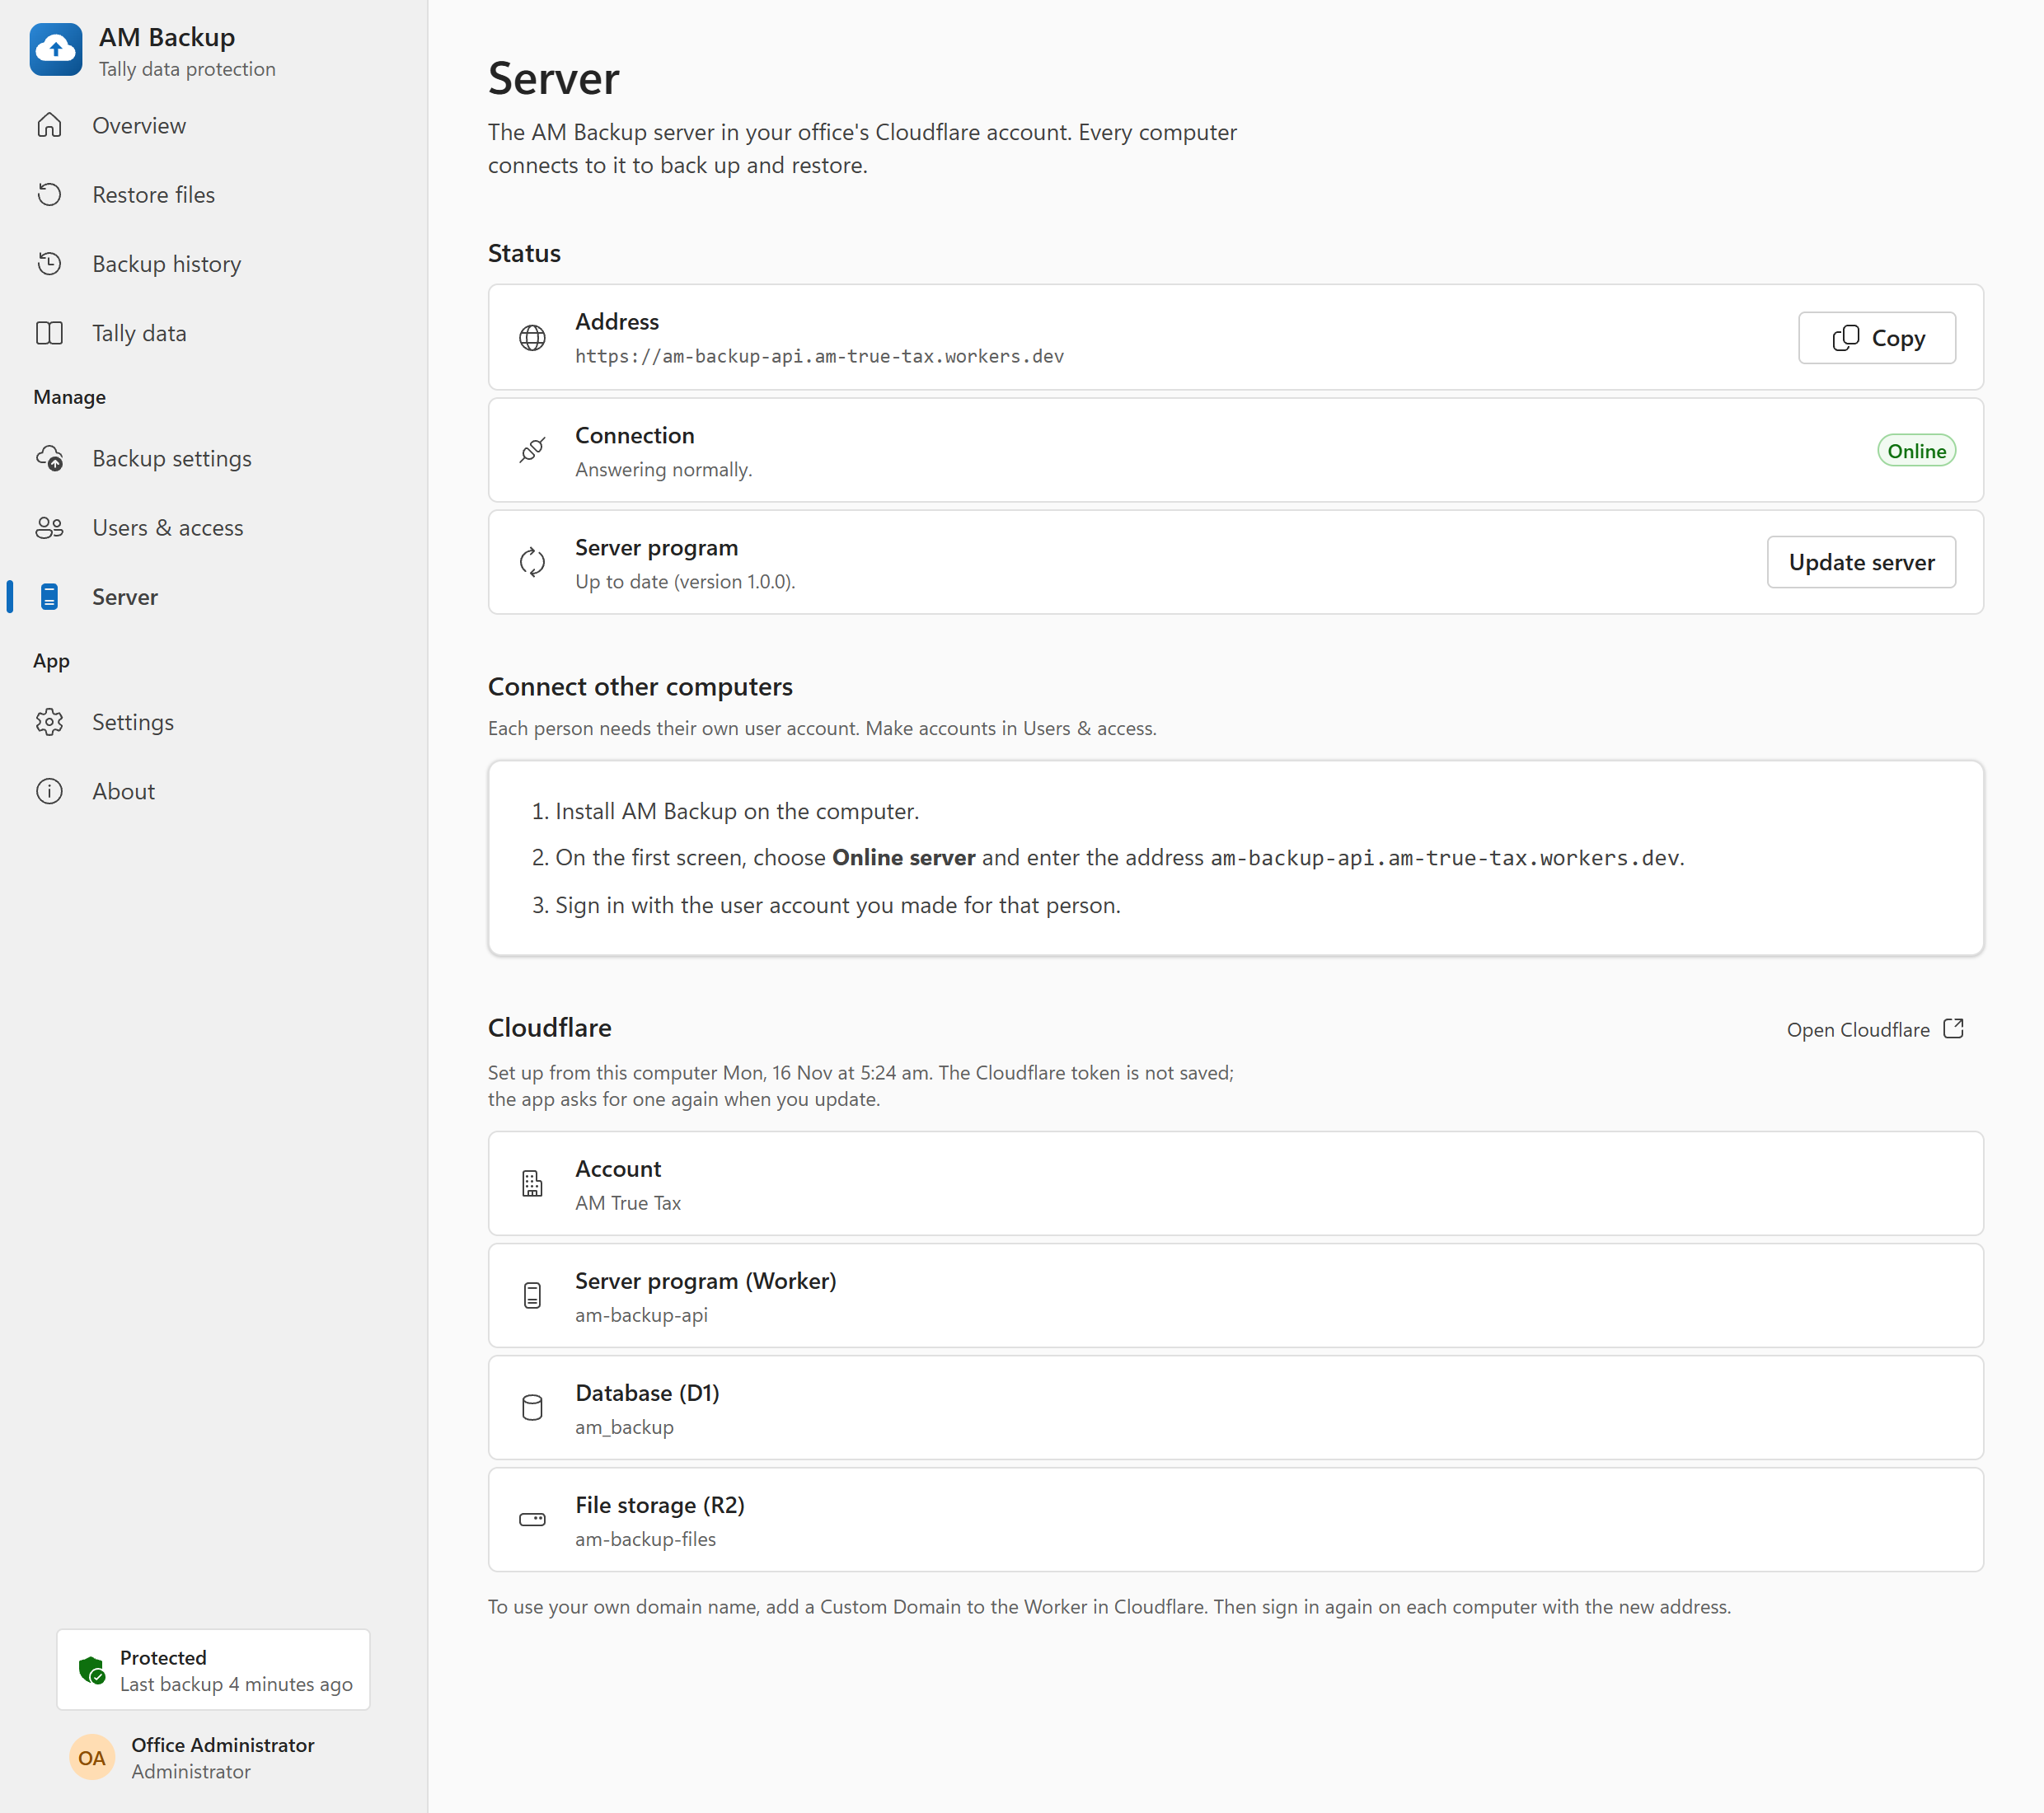 AM Backup
Tally data protection
Overview
Restore files
Backup history
Tally data
Manage
Backup settings
Users & access
Server
App
Settings
About
Protected
Last backup 4 minutes ago
OA
Office Administrator
Administrator
Server
The AM Backup server in your office's Cloudflare account. Every computer
connects to it to back up and restore.
Status
Address
https://am-backup-api.am-true-tax.workers.dev
Copy
Connection
Answering normally.
Online
Server program
Up to date (version 1.0.0).
Update server
Connect other computers
Each person needs their own user account. Make accounts in Users & access.
1. Install AM Backup on the computer.
2. On the first screen, choose Online server and enter the address am-backup-api.am-true-tax.workers.dev.
3. Sign in with the user account you made for that person.
Cloudflare
Open Cloudflare
Set up from this computer Mon, 16 Nov at 5:24 am. The Cloudflare token is not saved;
the app asks for one again when you update.
Account
AM True Tax
Server program (Worker)
am-backup-api
Database (D1)
am_backup
File storage (R2)
am-backup-files
To use your own domain name, add a Custom Domain to the Worker in Cloudflare. Then sign in again on each computer with the new address.